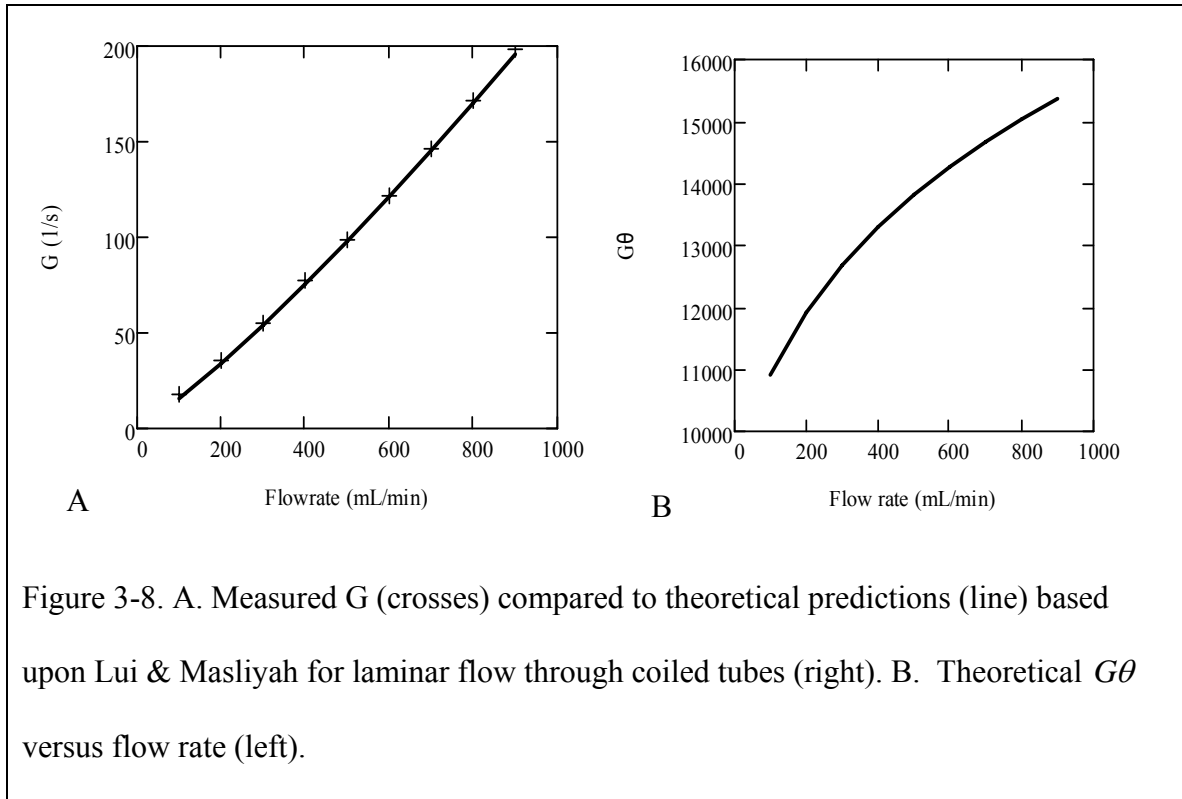 200
150
100
50
0
G (1/s)
0 200 400 600 800 1000
Flowrate (mL/min)
A
16000
15000
14000
13000
12000
11000
10000
Gθ
0 200 400 600 800 1000
Flow rate (mL/min)
B
Figure 3-8. A. Measured G (crosses) compared to theoretical predictions (line) based
upon Lui & Masliyah for laminar flow through coiled tubes (right). B. Theoretical Gθ
versus flow rate (left).